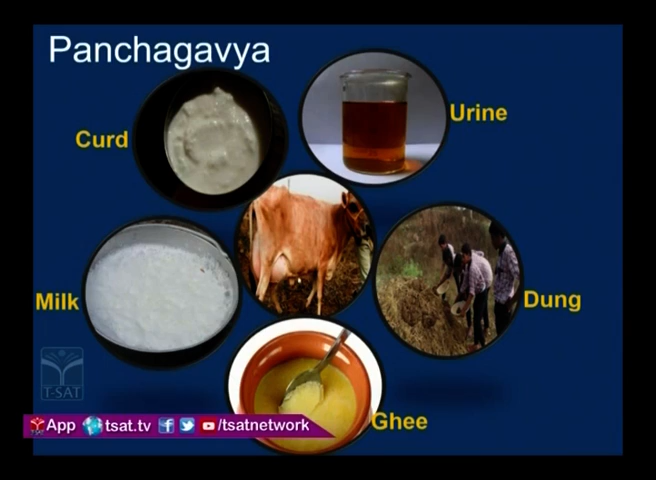 Panchagavya
Curd
Urine
Milk
Dung
T-SAT
Ghee
App tsat.tv /tsatnetwork